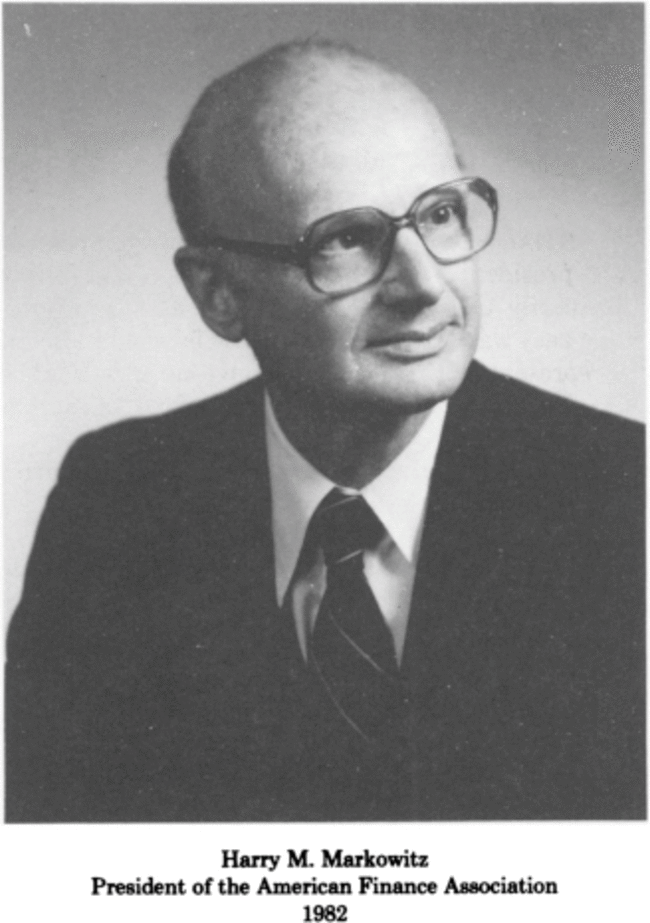 Harry M. Markowitz
President of the American Finance Association
1982